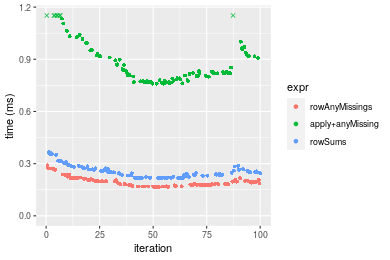 1.2
0.9
0.6
0.3
0.0
time (ms)
0
25
50
75
100
iteration
expr
rowAnyMissings
apply+anyMissing
rowSums